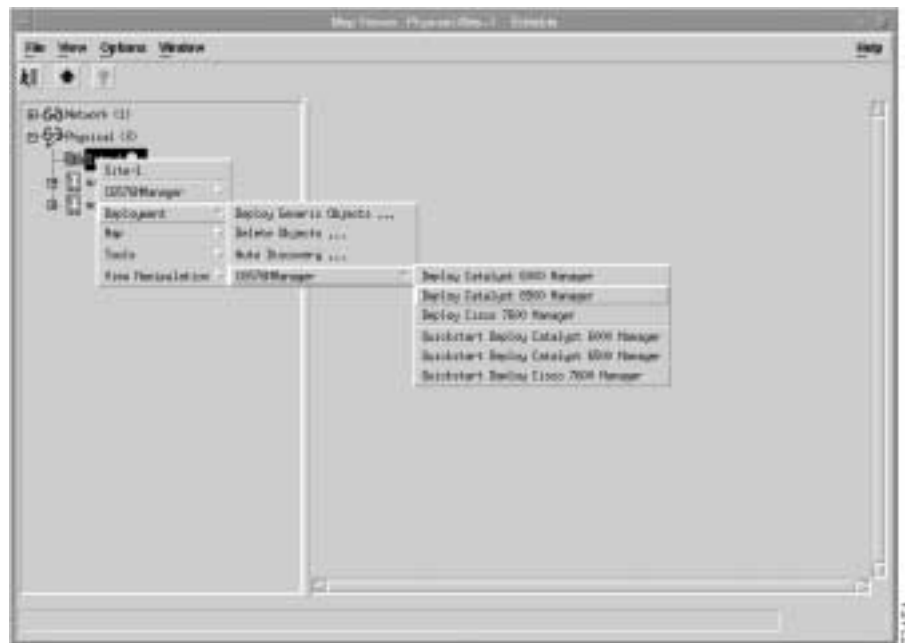 File View Options Window Help
Network (1)
Physical (3)
Site-1
Deployment
Map
Tools
View Manipulation
Deploy Generic Objects ...
Delete Objects ...
Auto Discovery ...
Deploy Catalyst 6000 Manager
Deploy Catalyst 6500 Manager
Deploy Cisco 7600 Manager
Quickstart Deploy Catalyst 6000 Manager
Quickstart Deploy Catalyst 6500 Manager
Quickstart Deploy Cisco 7600 Manager